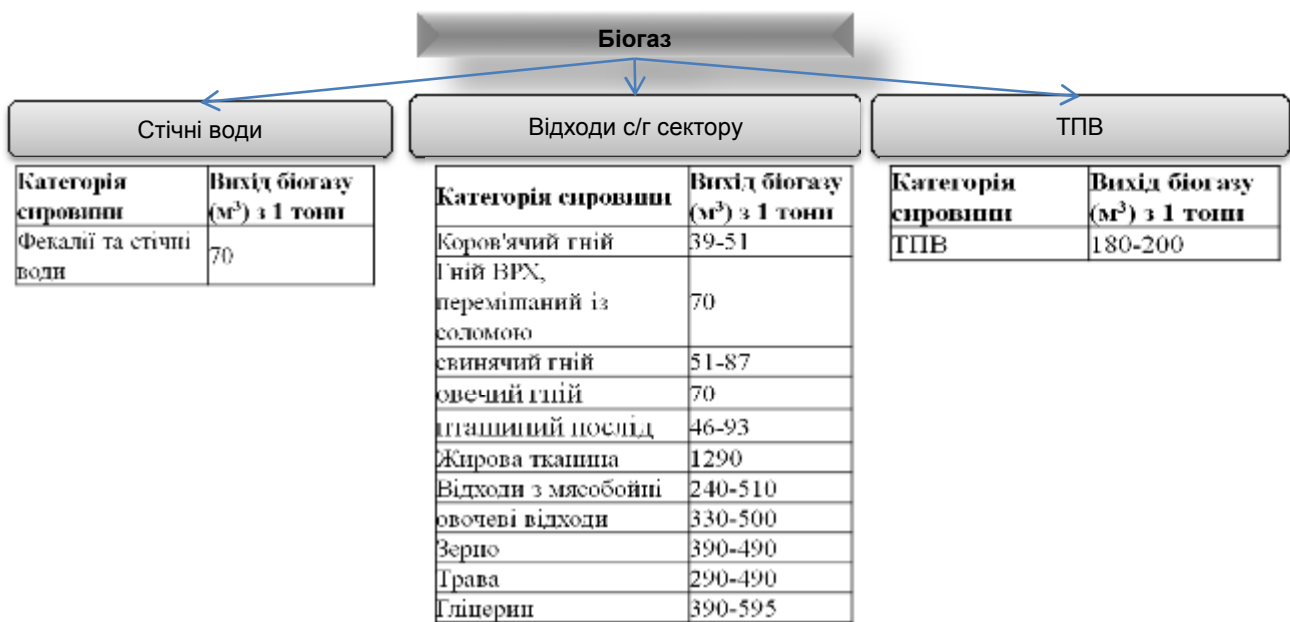 Біогаз
Стічні води
Категорія сировини
Вихід біогазу (м³) з 1 тони
Фекалії та стічні води
70
Відходи с/г сектору
Категорія сировини
Вихід біогазу (м³) з 1 тони
Коров'ячий гній
39-51
Гній ВРХ, перемішаний із соломою
70
свинячий гній
51-87
овечий гній
70
пташиний послід
46-93
Жирова тканина
1290
Відходи з мясобойні
240-510
овочеві відходи
330-500
Зерно
390-490
Трава
290-490
Гліцерин
390-595
ТПВ
Категорія сировини
Вихід біогазу (м³) з 1 тони
ТПВ
180-200